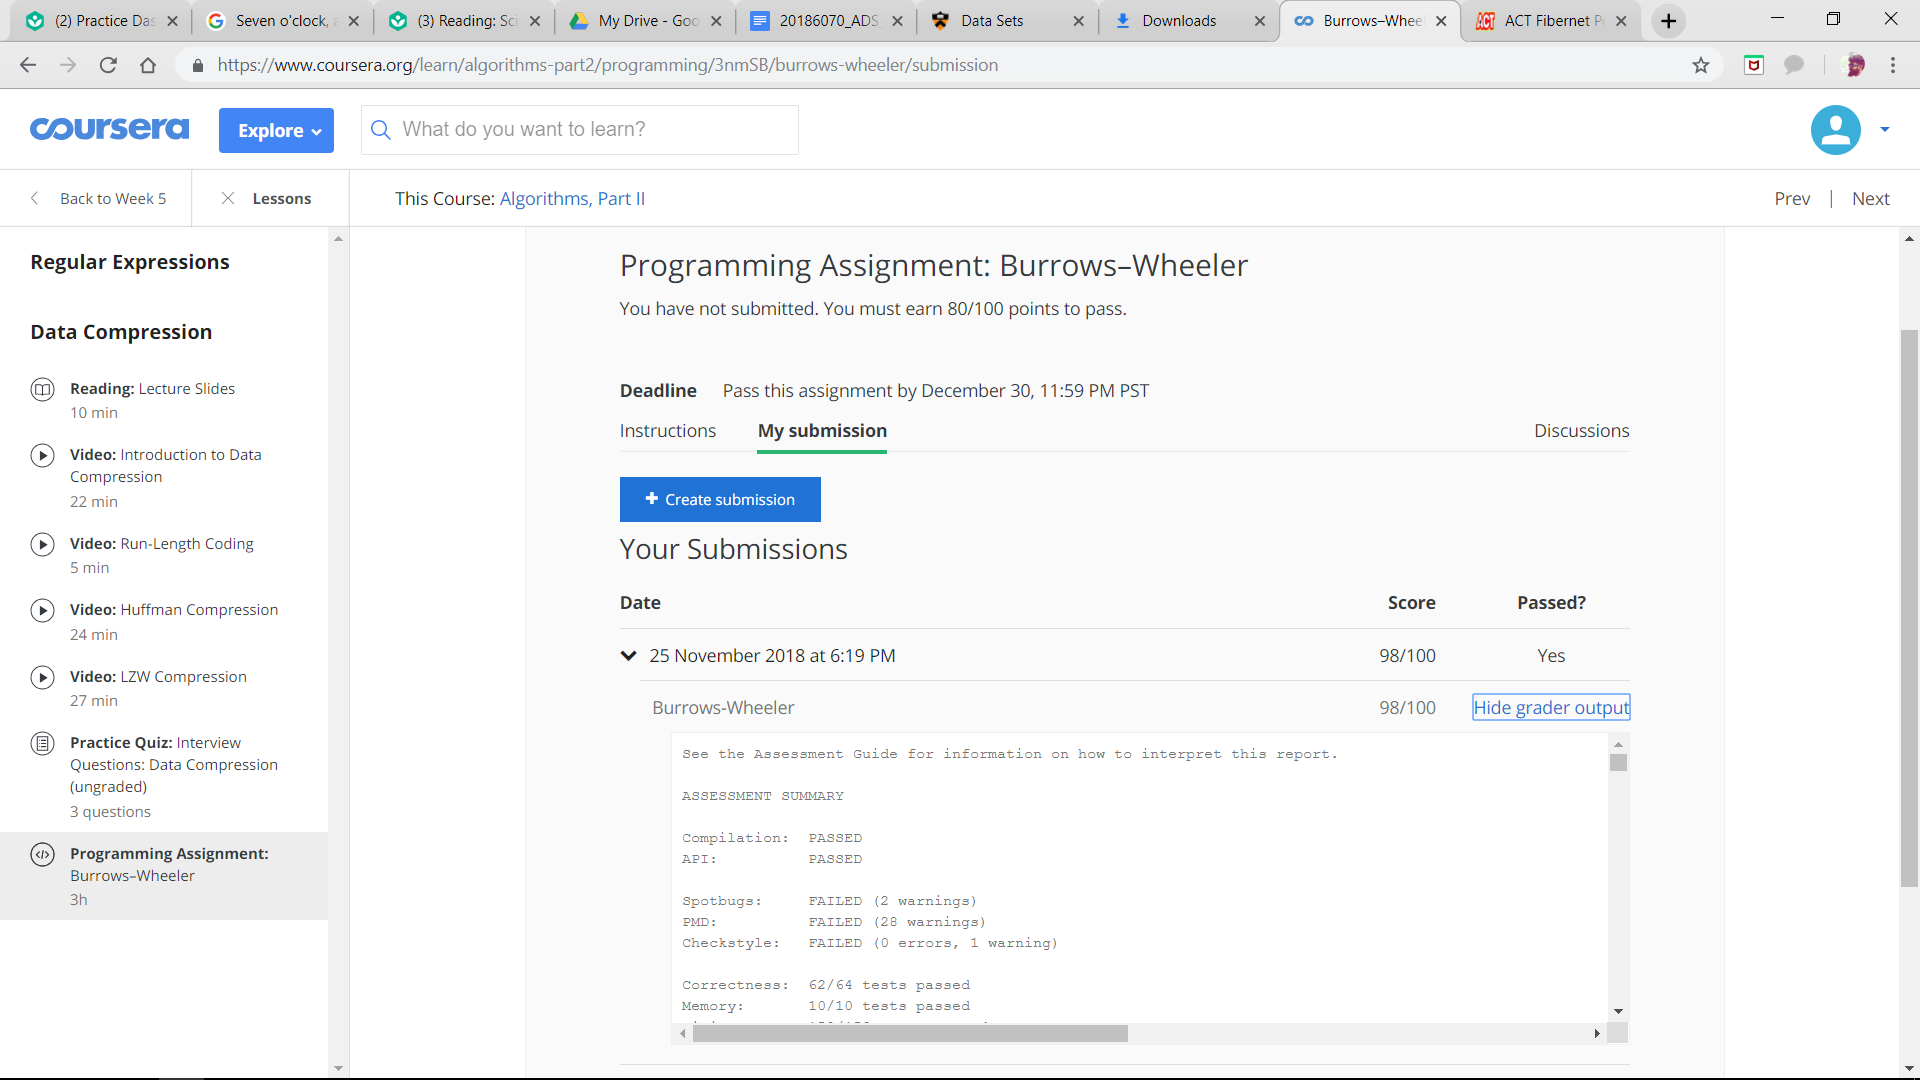 (2) Practice Das
Seven o'clock, a
(3) Reading: Sci
My Drive - Goo
20186070_ADS
Data Sets
Downloads
Burrows–Wheel
ACT Fibernet Po
https://www.coursera.org/learn/algorithms-part2/programming/3nmSB/burrows-wheeler/submission
coursera
Explore
What do you want to learn?
Back to Week 5
Lessons
This Course: Algorithms, Part II
Prev | Next
Regular Expressions
Data Compression
Reading: Lecture Slides
10 min
Video: Introduction to Data
Compression
22 min
Video: Run-Length Coding
5 min
Video: Huffman Compression
24 min
Video: LZW Compression
27 min
Practice Quiz: Interview
Questions: Data Compression
(ungraded)
3 questions
Programming Assignment:
Burrows–Wheeler
3h
Programming Assignment: Burrows–Wheeler
You have not submitted. You must earn 80/100 points to pass.
Deadline Pass this assignment by December 30, 11:59 PM PST
Instructions My submission Discussions
+ Create submission
Your Submissions
Date Score Passed?
25 November 2018 at 6:19 PM 98/100 Yes
Burrows-Wheeler 98/100 Hide grader output
See the Assessment Guide for information on how to interpret this report.
ASSESSMENT SUMMARY
Compilation: PASSED
API: PASSED
Spotbugs: FAILED (2 warnings)
PMD: FAILED (28 warnings)
Checkstyle: FAILED (0 errors, 1 warning)
Correctness: 62/64 tests passed
Memory: 10/10 tests passed